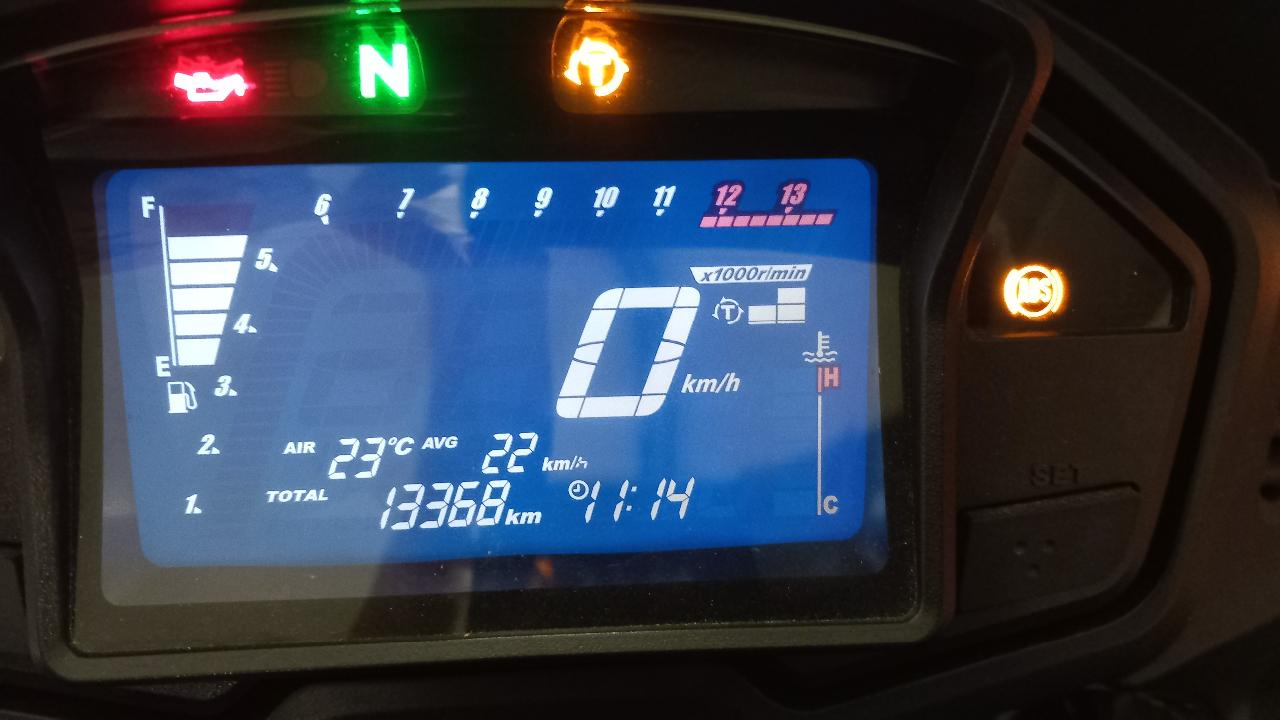 N
T
F
6 7 8 9 10 11 12 13
5
x1000r/min
T
ABS
4
0 km/h
E
H
3
2
AIR 23°C AVG 22 km/h
SET
TOTAL 13368 km 11:14
1
C